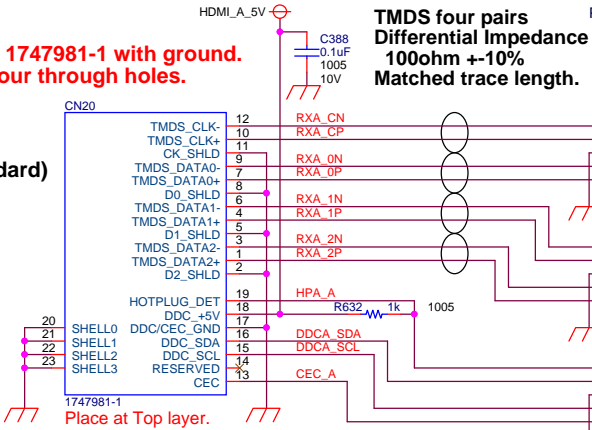 HDMI_A_5V
C388
0.1uF
1005
10V
TMDS four pairs
Differential Impedance
100ohm +-10%
Matched trace length.
1747981-1 with ground.
our through holes.
dard)
CN20
TMDS_CLK- 12 RXA_CN
TMDS_CLK+ 10 RXA_CP
CK_SHLD 11
TMDS_DATA0- 9 RXA_0N
TMDS_DATA0+ 7 RXA_0P
D0_SHLD 8
TMDS_DATA1- 6 RXA_1N
TMDS_DATA1+ 4 RXA_1P
D1_SHLD 5
TMDS_DATA2- 3 RXA_2N
TMDS_DATA2+ 1 RXA_2P
D2_SHLD 2
HOTPLUG_DET 19 HPA_A
DDC_+5V 18 R632 1k 1005
20 SHELL0 DDC/CEC_GND 17
21 SHELL1 DDC_SDA 16 DDCA_SDA
22 SHELL2 DDC_SCL 15 DDCA_SCL
23 SHELL3 RESERVED 14
CEC 13 CEC_A
1747981-1
Place at Top layer.